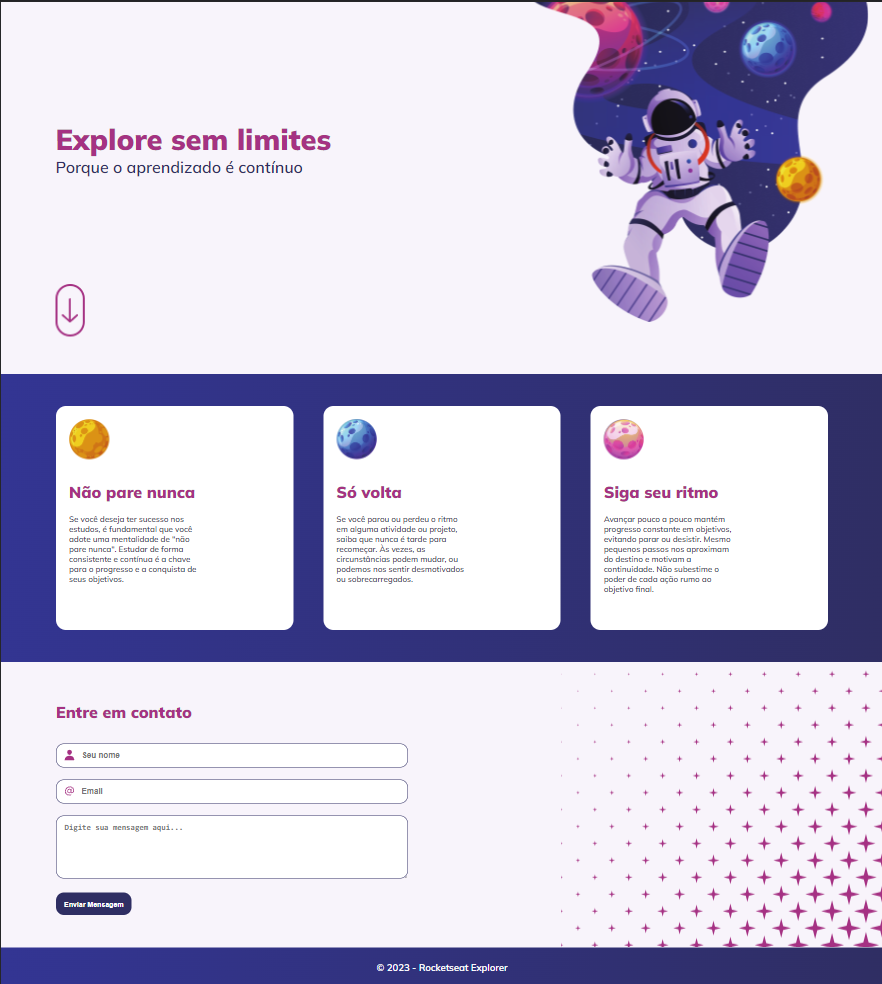 Explore sem limites
Porque o aprendizado é contínuo
Não pare nunca
Se você deseja ter sucesso nos
estudos, é fundamental que você
adote uma mentalidade de "não
pare nunca". Estudar de forma
consistente e contínua é a chave
para o progresso e a conquista de
seus objetivos.
Só volta
Se você parou ou perdeu o ritmo
em alguma atividade ou projeto,
saiba que nunca é tarde para
recomeçar. Às vezes, as
circunstâncias podem mudar, ou
podemos nos sentir desmotivados
ou sobrecarregados.
Siga seu ritmo
Avançar pouco a pouco mantém
progresso constante em objetivos,
evitando parar ou desistir. Mesmo
pequenos passos nos aproximam
do destino e motivam a
continuidade. Não subestime o
poder de cada ação rumo ao
objetivo final.
Entre em contato
Seu nome
@ Email
Digite sua mensagem aqui...
Enviar Mensagem
© 2023 - Rocketseat Explorer